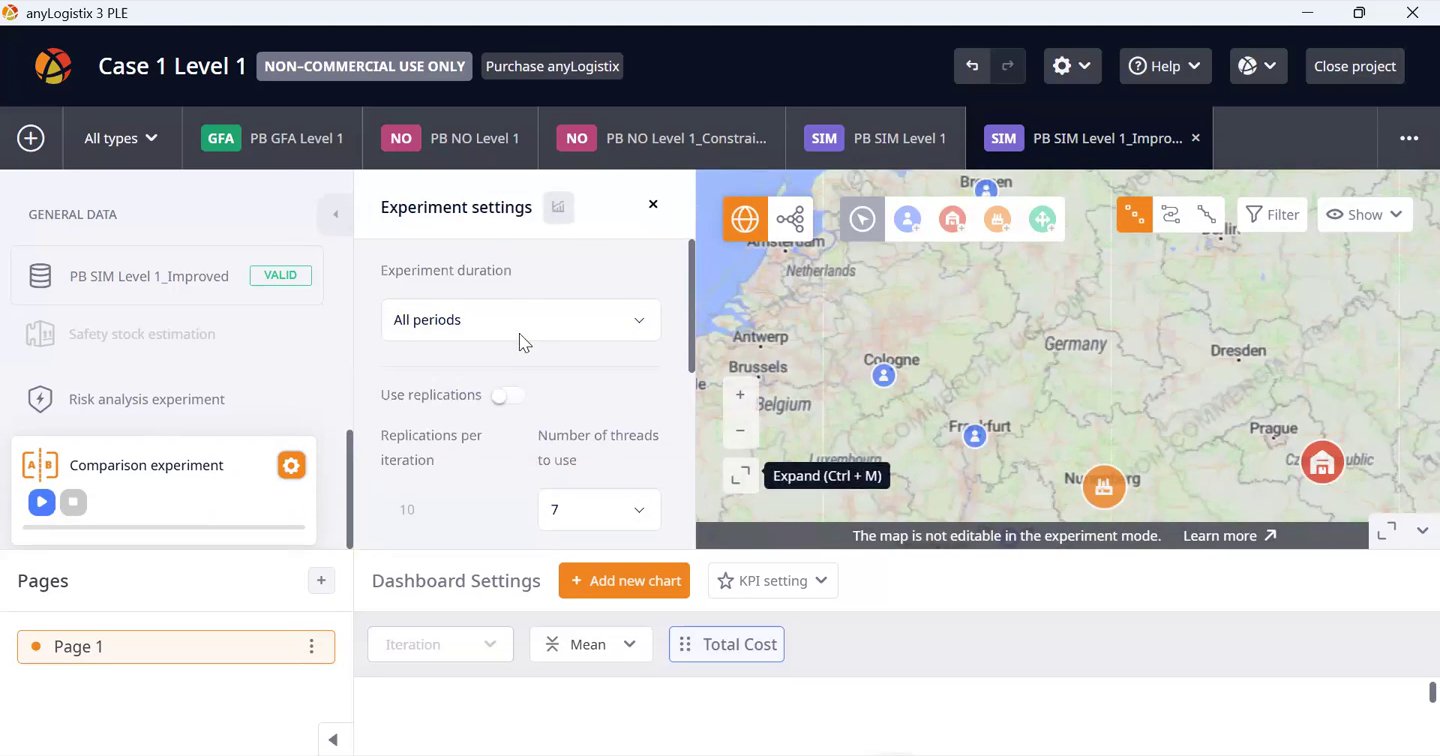 anyLogistix 3 PLE
Case 1 Level 1
NON-COMMERCIAL USE ONLY
Purchase anyLogistix
Help
Close project
All types
GFA PB GFA Level 1
NO PB NO Level 1
NO PB NO Level 1_Constrai...
SIM PB SIM Level 1
SIM PB SIM Level 1_Impro...
GENERAL DATA
PB SIM Level 1_Improved
VALID
Safety stock estimation
Risk analysis experiment
Comparison experiment
Experiment settings
Experiment duration
All periods
Use replications
Replications per
iteration
Number of threads
to use
10
7
Filter
Show
Netherlands
Antwerp
Brussels
Belgium
Cologne
Germany
Dresden
Prague
Expand (Ctrl + M)
The map is not editable in the experiment mode.
Learn more
Pages
Page 1
Dashboard Settings
+ Add new chart
KPI setting
Iteration
Mean
Total Cost